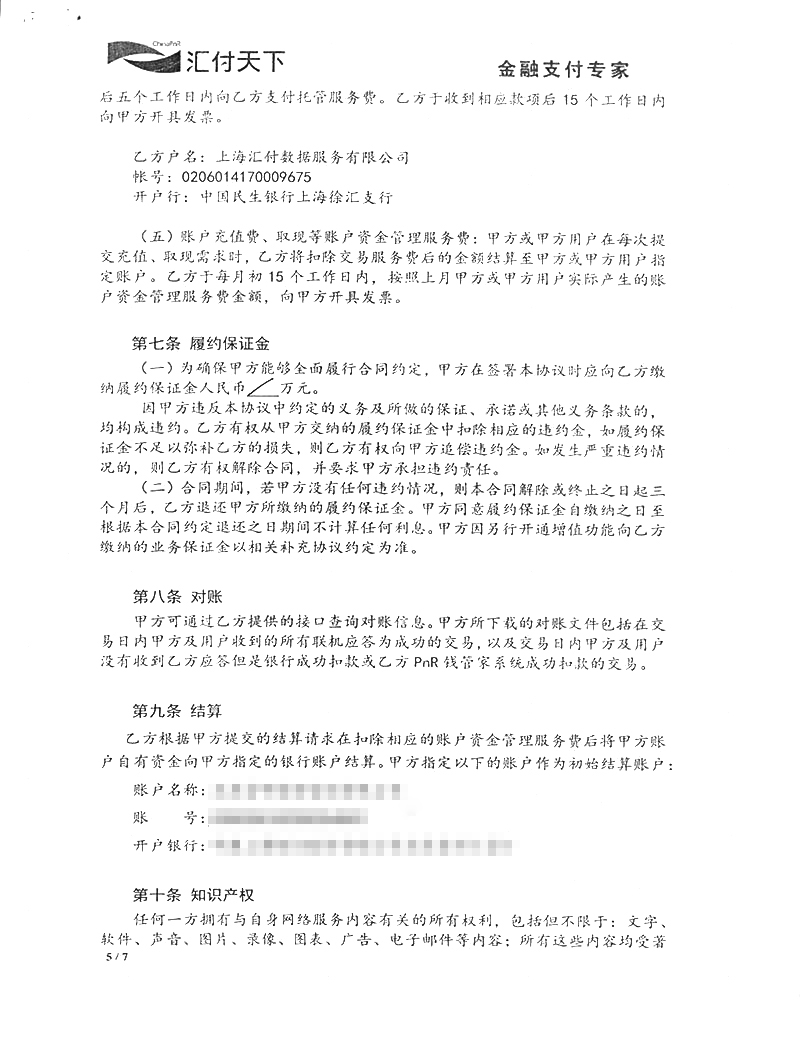 ChinaPnR
汇付天下
金融支付专家
后五个工作日内向乙方支付托管服务费。乙方于收到相应款项后 15 个工作日内
向甲方开具发票。
乙方户名：上海汇付数据服务有限公司
帐号：0206014170009675
开户行：中国民生银行上海徐汇支行
（五）账户充值费、取现等账户资金管理服务费：甲方或甲方用户在每次提
交充值、取现需求时，乙方将扣除交易服务费后的金额结算至甲方或甲方用户指
定账户。乙方于每月初 15 个工作日内，按照上月甲方或甲方用户实际产生的账
户资金管理服务费金额，向甲方开具发票。
第七条 履约保证金
（一）为确保甲方能够全面履行合同约定，甲方在签署本协议时应向乙方缴
纳履约保证金人民币 万元。
因甲方违反本协议中约定的义务及所做的保证、承诺或其他义务条款的，
均构成违约。乙方有权从甲方交纳的履约保证金中扣除相应的违约金，如履约保
证金不足以弥补乙方的损失，则乙方有权向甲方追偿违约金。如发生严重违约情
况的，则乙方有权解除合同，并要求甲方承担违约责任。
（二）合同期间，若甲方没有任何违约情况，则本合同解除或终止之日起三
个月后，乙方退还甲方所缴纳的履约保证金。甲方同意履约保证金自缴纳之日至
根据本合同约定退还之日期间不计算任何利息。甲方因另行开通增值功能向乙方
缴纳的业务保证金以相关补充协议约定为准。
第八条 对账
甲方可通过乙方提供的接口查询对账信息。甲方所下载的对账文件包括在交
易日内甲方及用户收到的所有联机应答为成功的交易，以及交易日内甲方及用户
没有收到乙方应答但是银行成功扣款或乙方 PnR 钱管家系统成功扣款的交易。
第九条 结算
乙方根据甲方提交的结算请求在扣除相应的账户资金管理服务费后将甲方账
户自有资金向甲方指定的银行账户结算。甲方指定以下的账户作为初始结算账户：
账户名称：
账 号：
开户银行：
第十条 知识产权
任何一方拥有与自身网络服务内容有关的所有权利，包括但不限于：文字、
软件、声音、图片、录像、图表、广告、电子邮件等内容；所有这些内容均受著
5 / 7